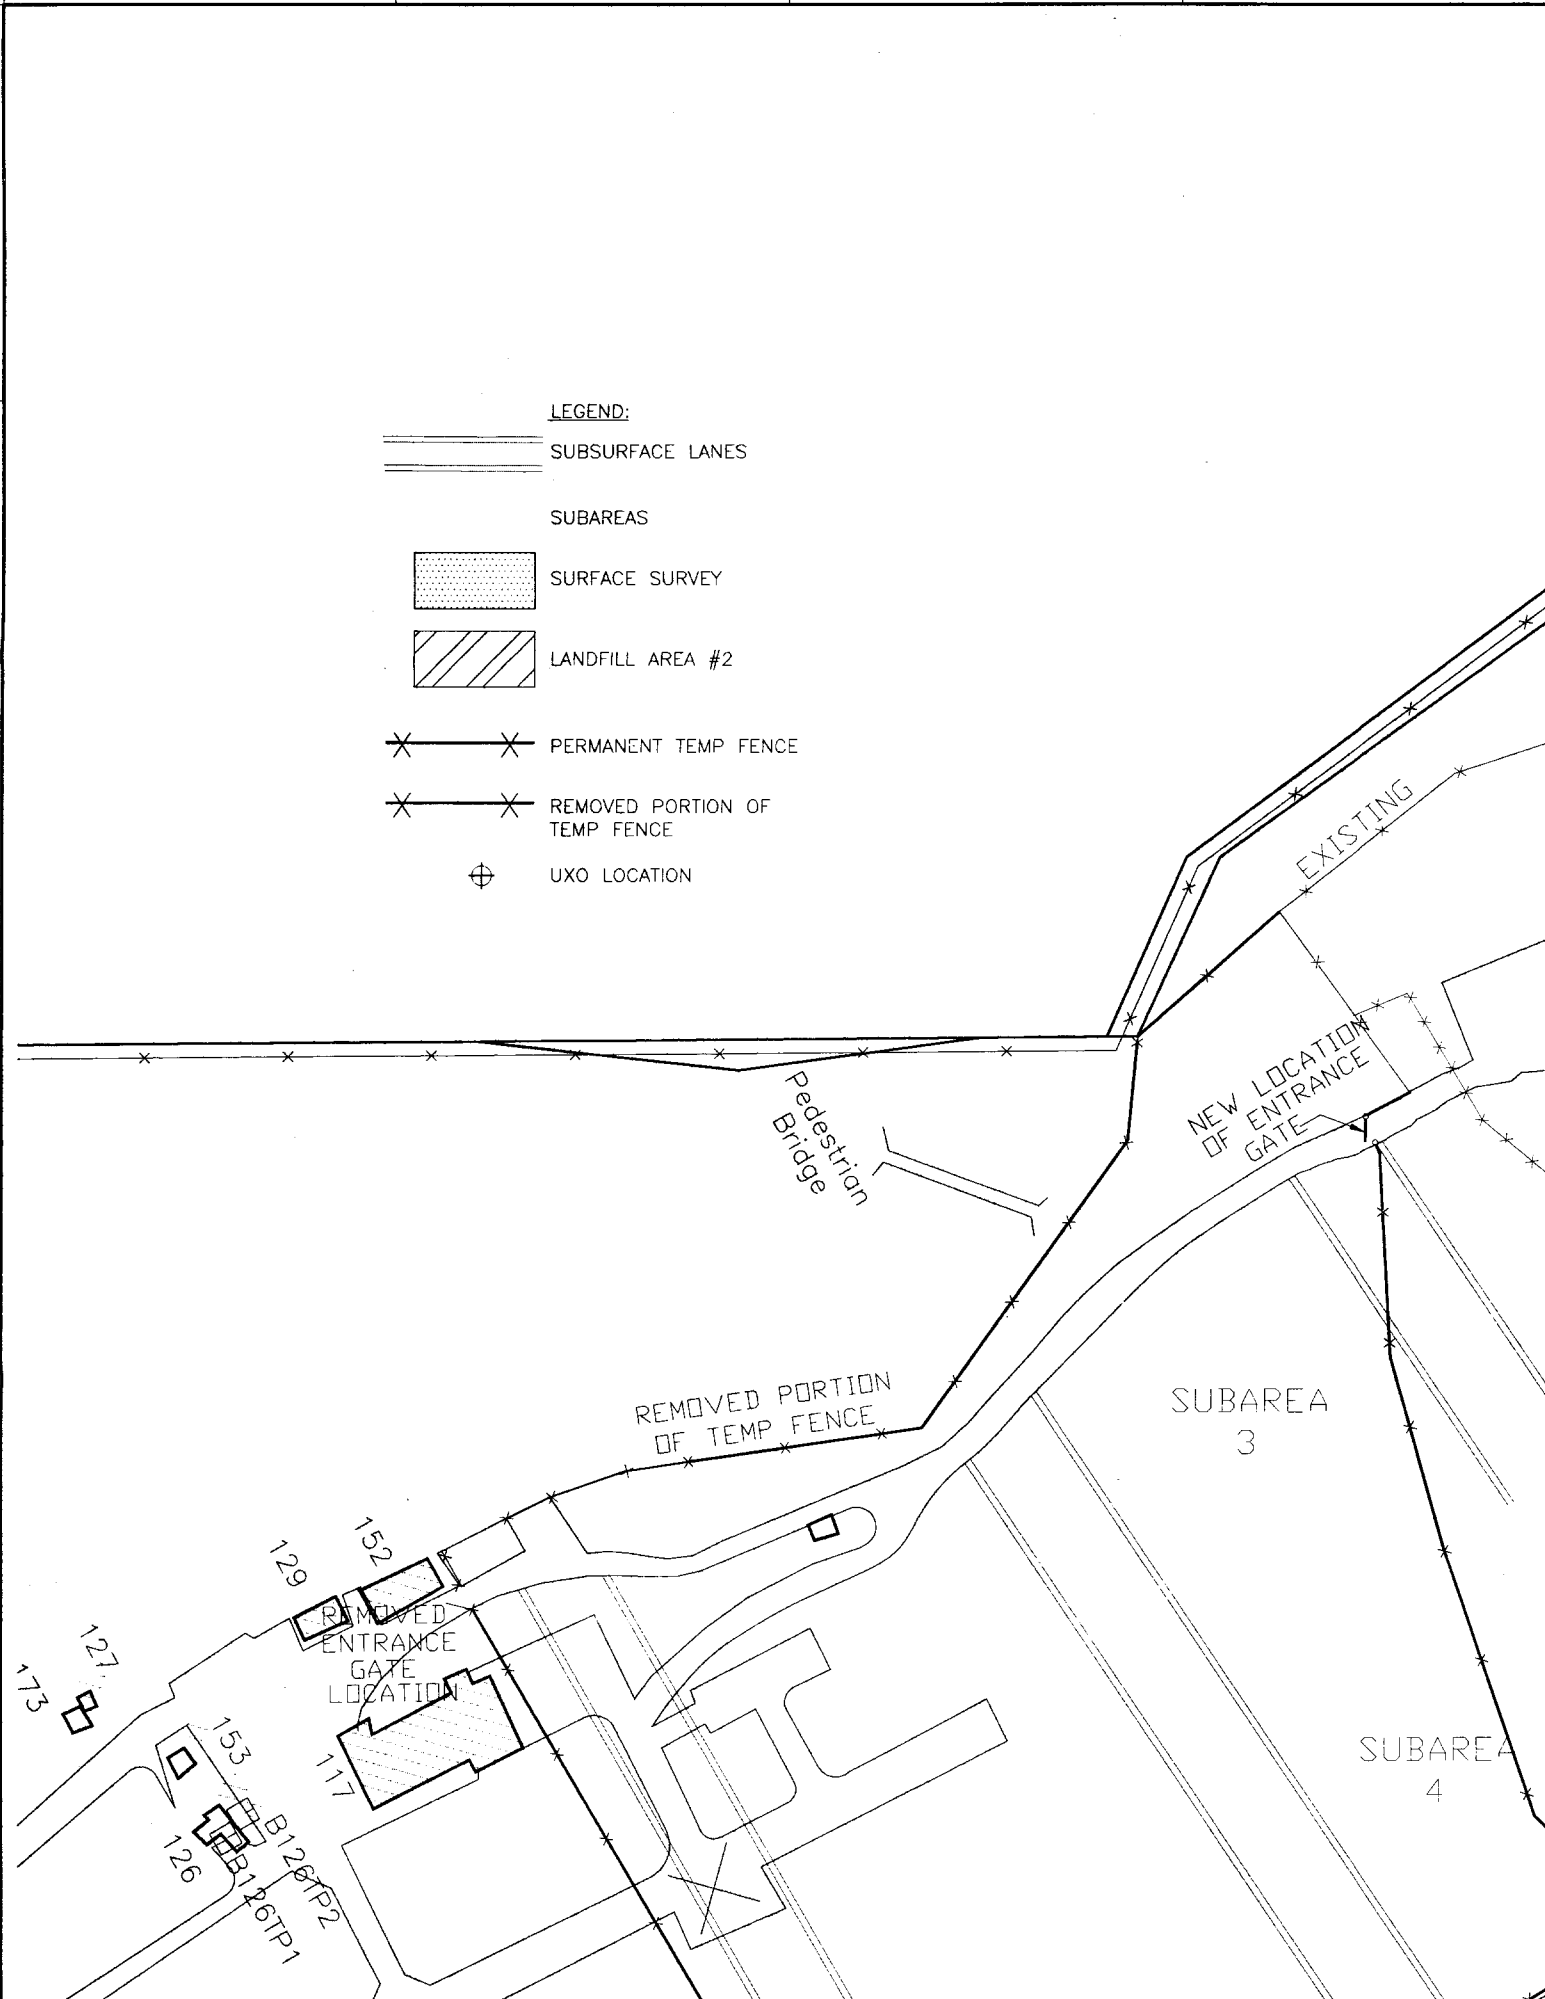 LEGEND:
SUBSURFACE LANES
SUBAREAS
SURFACE SURVEY
LANDFILL AREA #2
PERMANENT TEMP FENCE
REMOVED PORTION OF
TEMP FENCE
UXO LOCATION
EXISTING
NEW LOCATION
OF ENTRANCE
GATE
Pedestrian
Bridge
REMOVED PORTION
OF TEMP FENCE
SUBAREA
3
152
129
REMOVED
ENTRANCE
GATE
LOCATION
127
173
153
117
SUBAREA
4
126
B126TP2
B126TP1